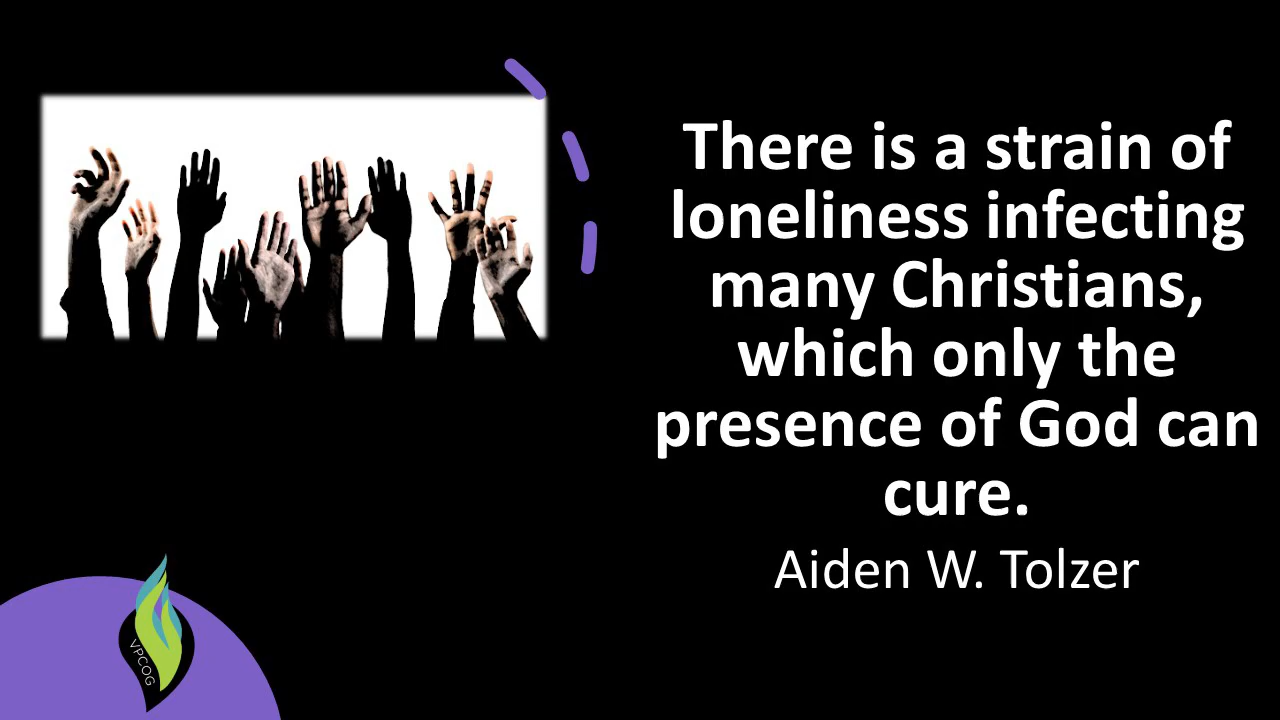 There is a strain of
loneliness infecting
many Christians,
which only the
presence of God can
cure.
Aiden W. Tolzer
VPCOG